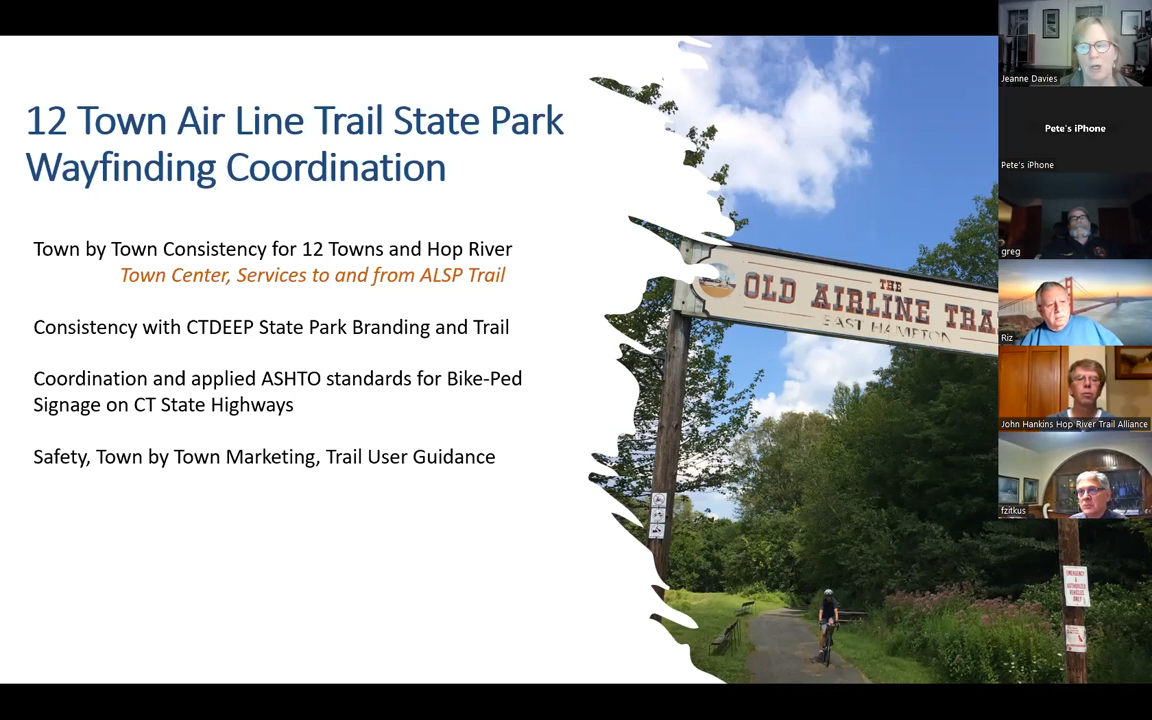 12 Town Air Line Trail State Park
Wayfinding Coordination
Town by Town Consistency for 12 Towns and Hop River
Town Center, Services to and from ALSP Trail
Consistency with CTDEEP State Park Branding and Trail
Coordination and applied ASHTO standards for Bike-Ped
Signage on CT State Highways
Safety, Town by Town Marketing, Trail User Guidance
THE
OLD AIRLINE TRA
EAST HAMPTON
EMERGENCY
&
AUTHORIZED
VEHICLES
ONLY
Jeanne Davies
Pete's iPhone
Pete's iPhone
greg
Riz
John Hankins Hop River Trail Alliance
fzitkus